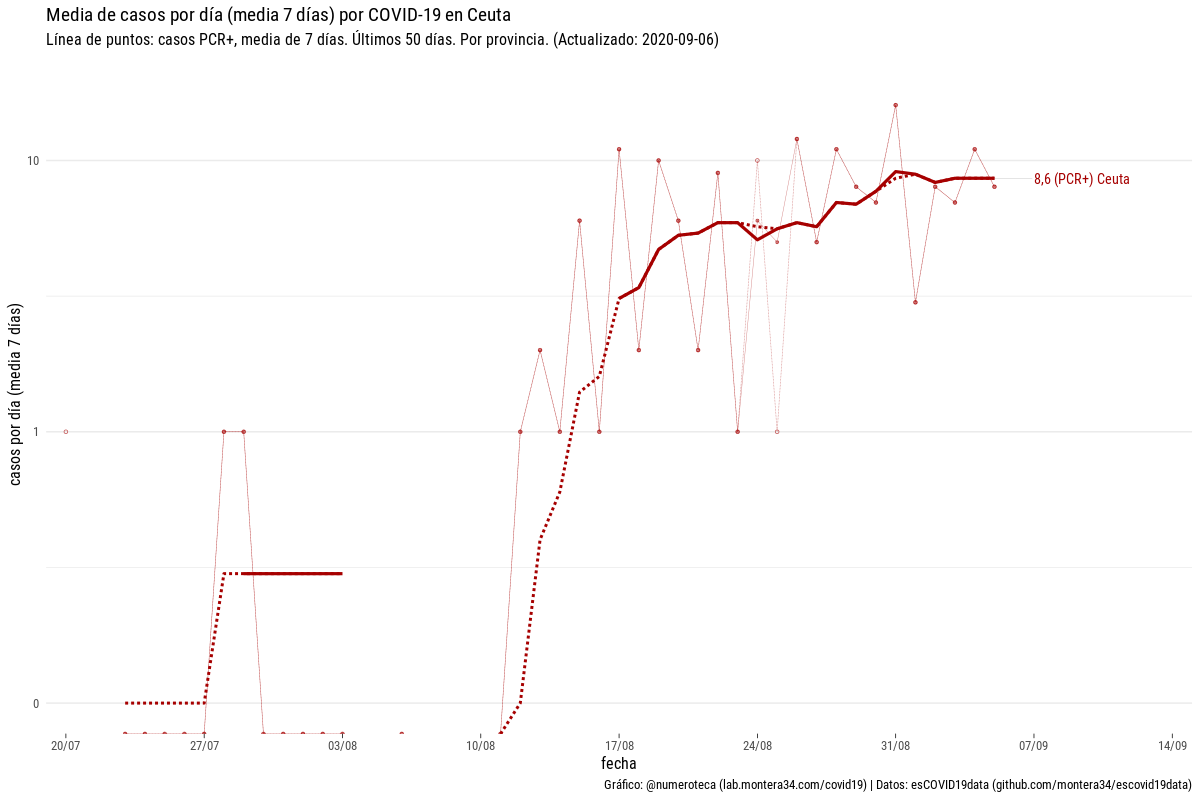 Media de casos por día (media 7 días) por COVID-19 en Ceuta
Línea de puntos: casos PCR+, media de 7 días. Últimos 50 días. Por provincia. (Actualizado: 2020-09-06)
casos por día (media 7 días)
10
1
0
8,6 (PCR+) Ceuta
20/07 27/07 03/08 10/08 17/08 24/08 31/08 07/09 14/09
fecha
Gráfico: @numeroteca (lab.montera34.com/covid19) | Datos: esCOVID19data (github.com/montera34/escovid19data)